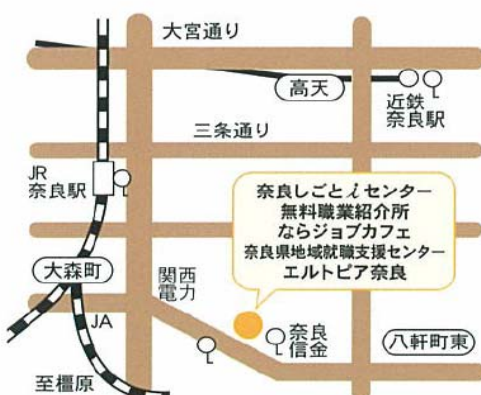 大宮通り
高天
近鉄
奈良駅
三条通り
JR
奈良駅
奈良しごとiセンター
無料職業紹介所
ならジョブカフェ
奈良県地域就職支援センター
エルトピア奈良
大森町
関西
電力
JA
奈良
信金
八軒町東
至橿原